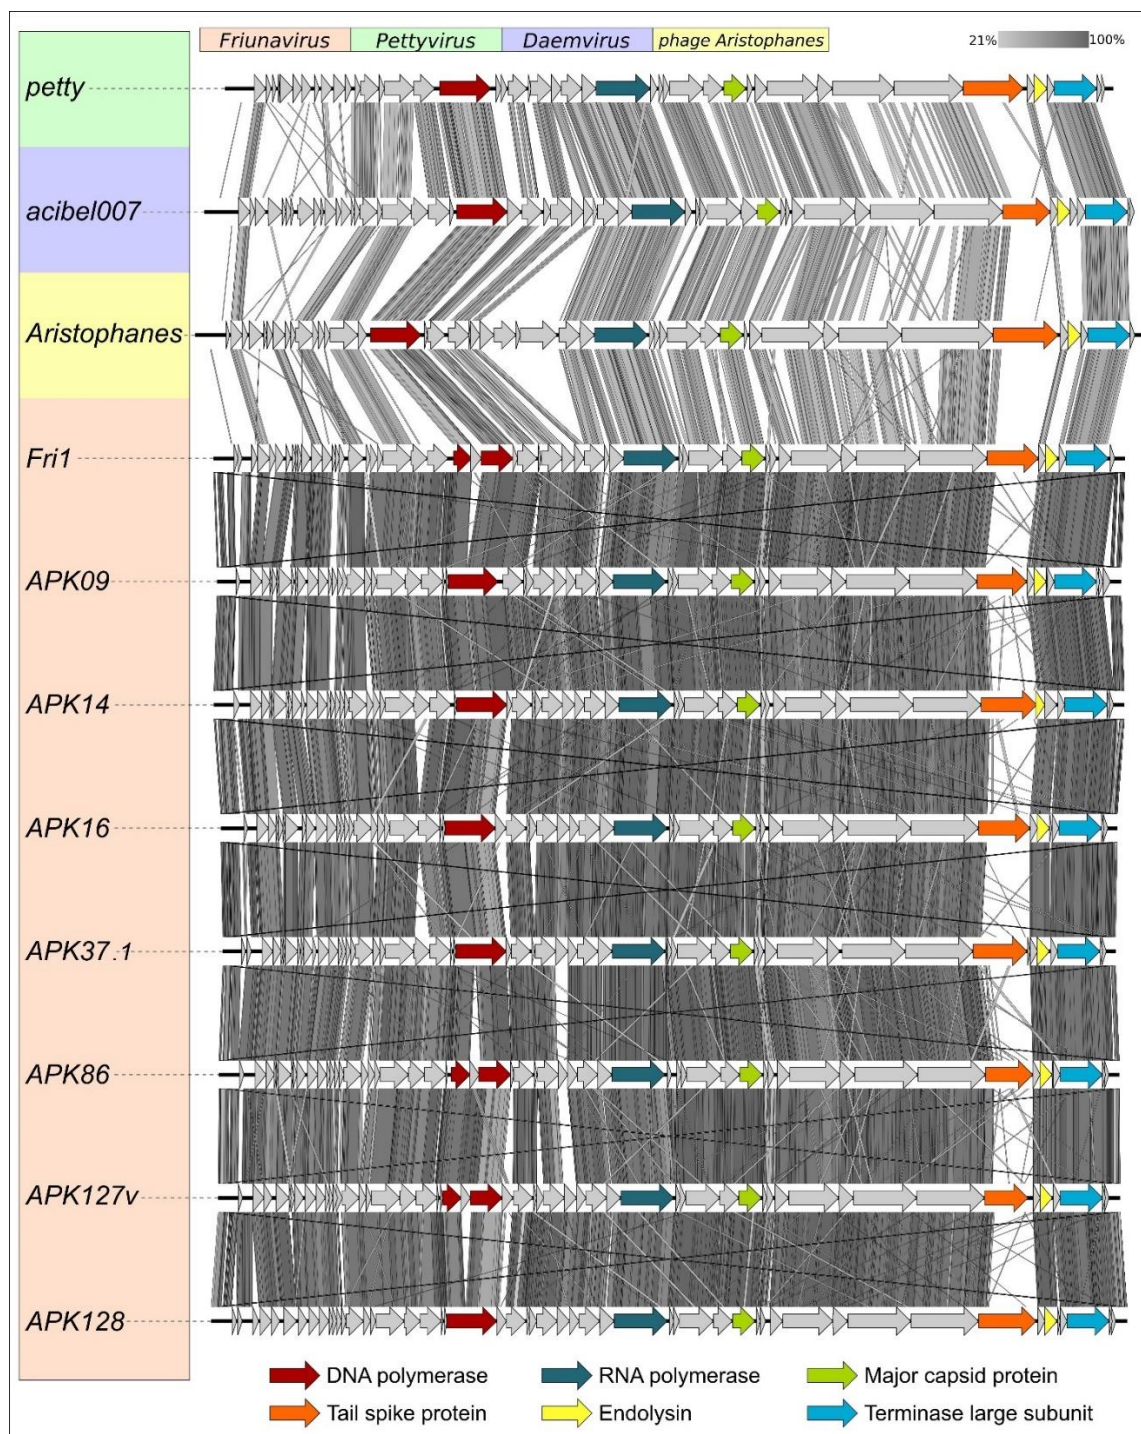 Friunavirus Pettyvirus Daemvirus phage Aristophanes 21% 100%
petty
acibel007
Aristophanes
Fri1
APK09
APK14
APK16
APK37.1
APK86
APK127v
APK128
DNA polymerase RNA polymerase Major capsid protein
Tail spike protein Endolysin Terminase large subunit